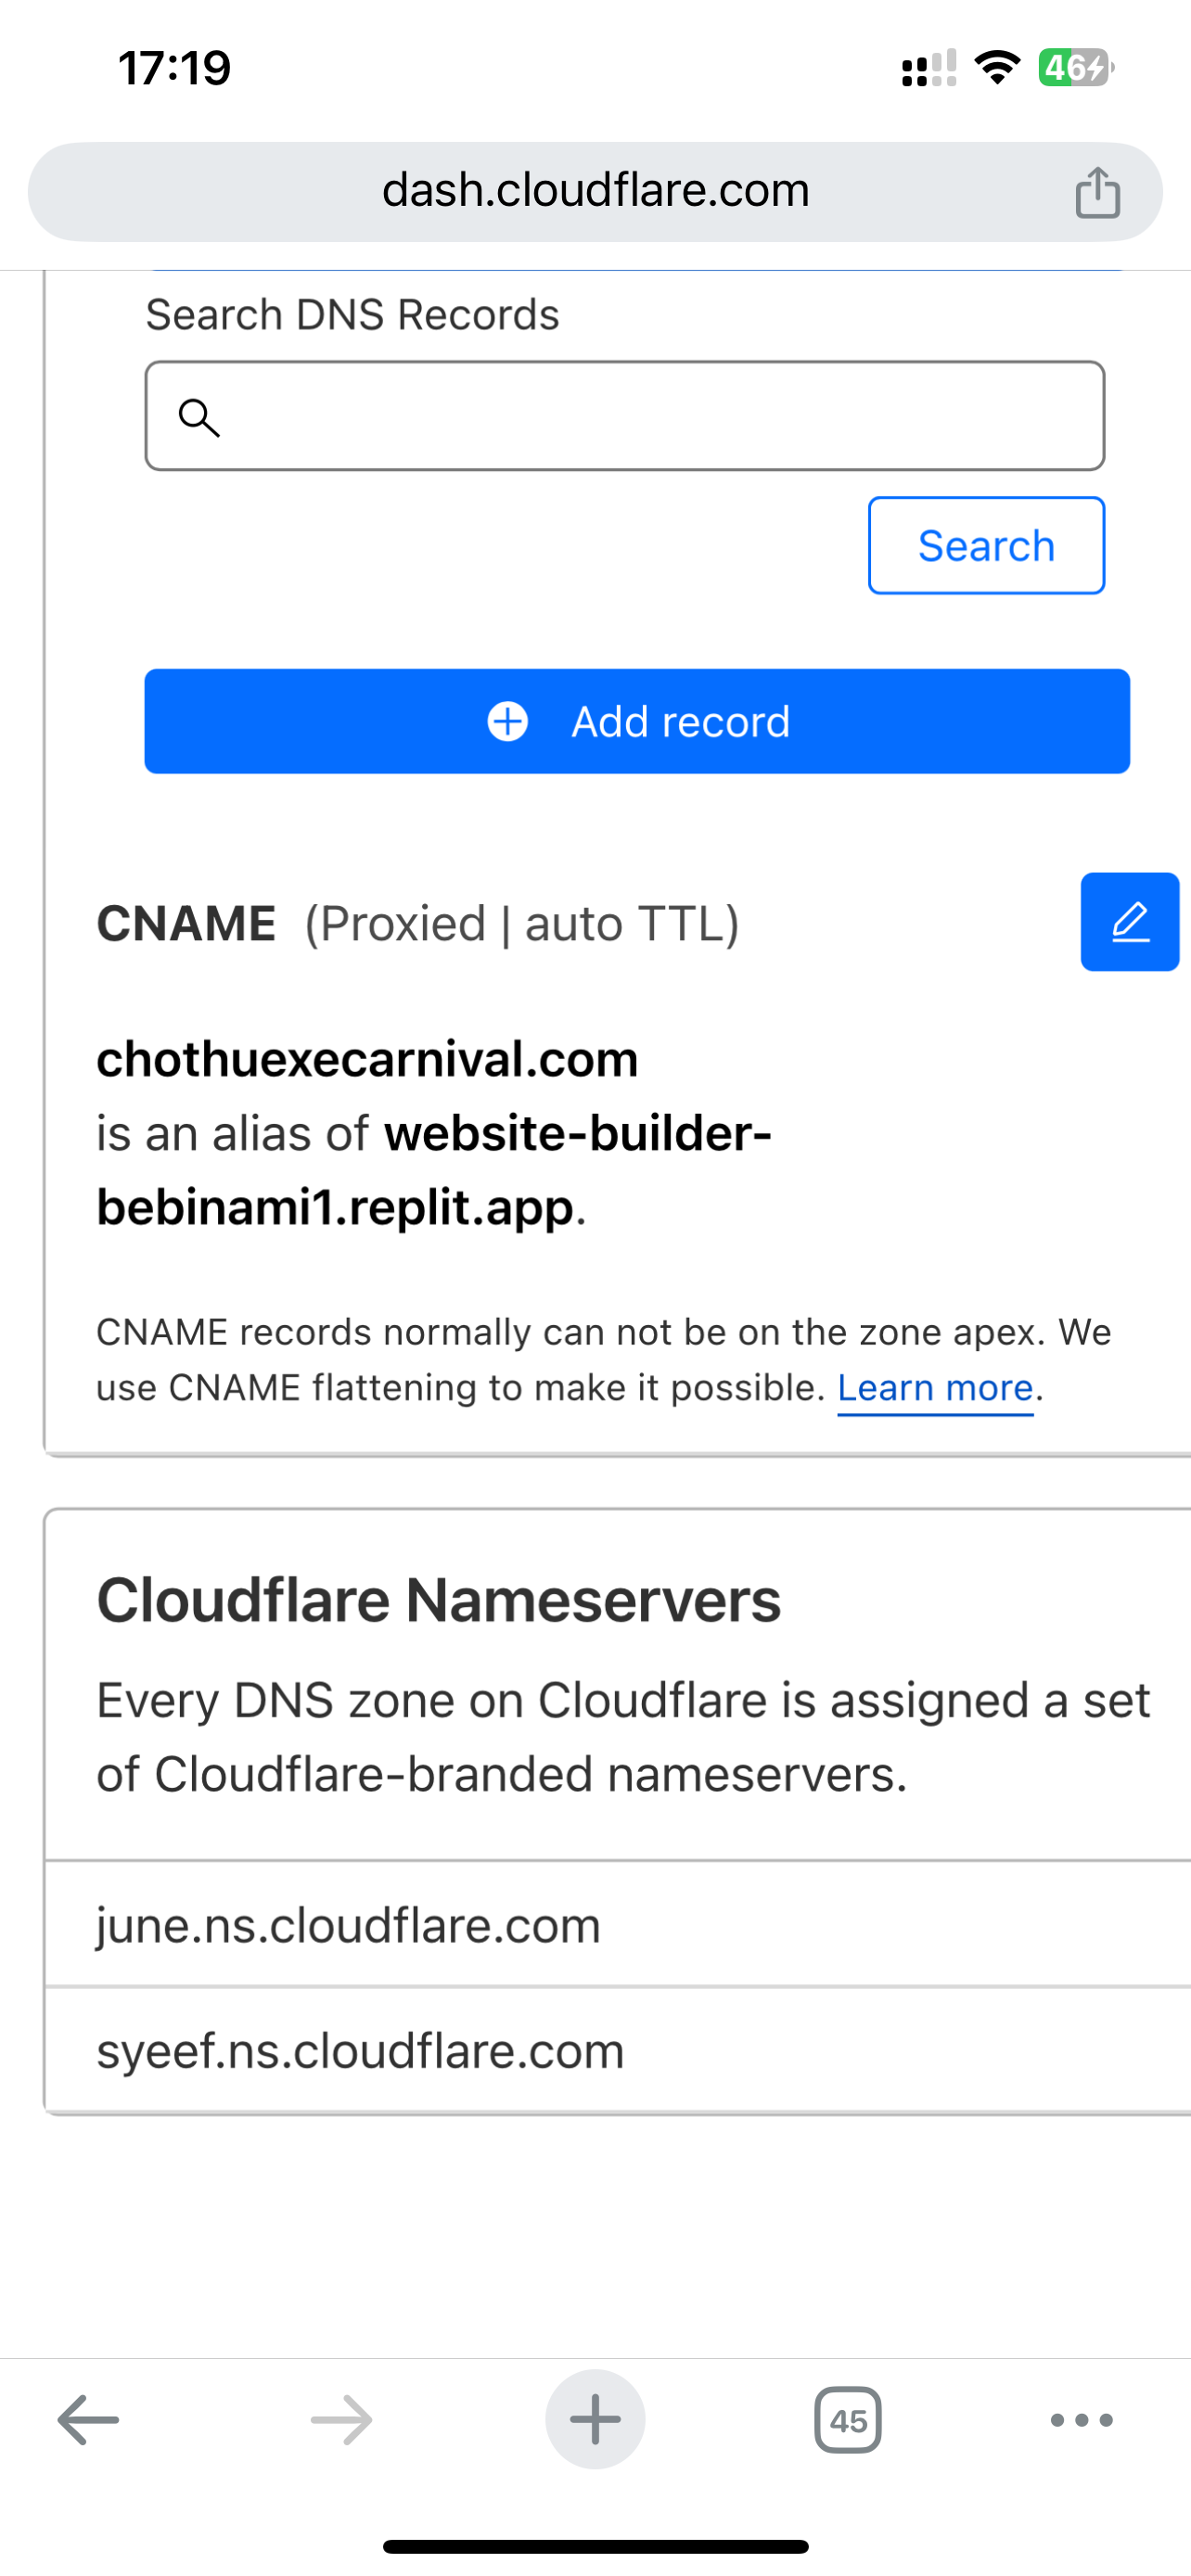 17:19
46
dash.cloudflare.com
Search DNS Records
Search
Add record
CNAME (Proxied | auto TTL)
chothuexecarnival.com
is an alias of website-builder-
bebinami1.replit.app.
CNAME records normally can not be on the zone apex. We
use CNAME flattening to make it possible. Learn more.
Cloudflare Nameservers
Every DNS zone on Cloudflare is assigned a set
of Cloudflare-branded nameservers.
june.ns.cloudflare.com
syeef.ns.cloudflare.com
45